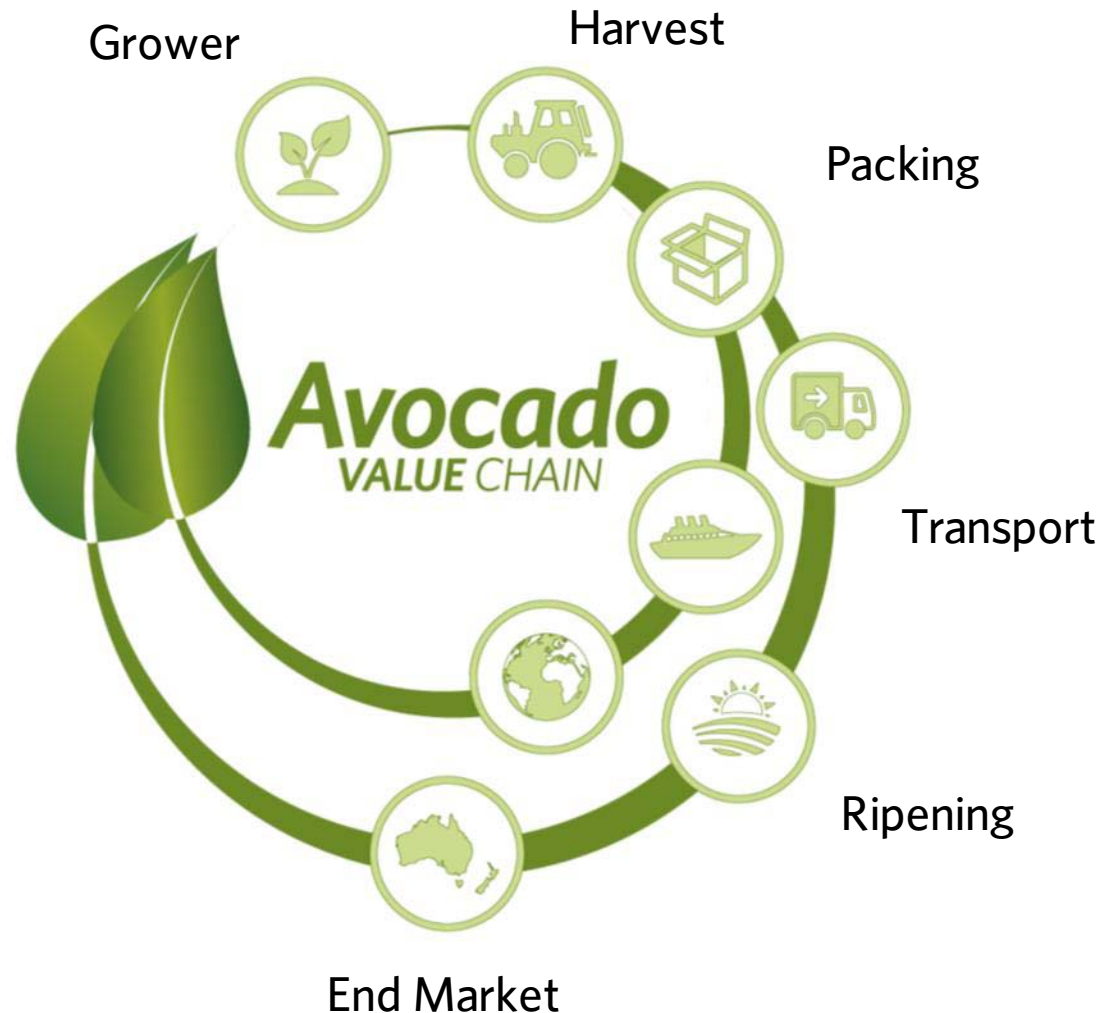 Grower
Harvest
Packing
Avocado
VALUE CHAIN
Transport
Ripening
End Market